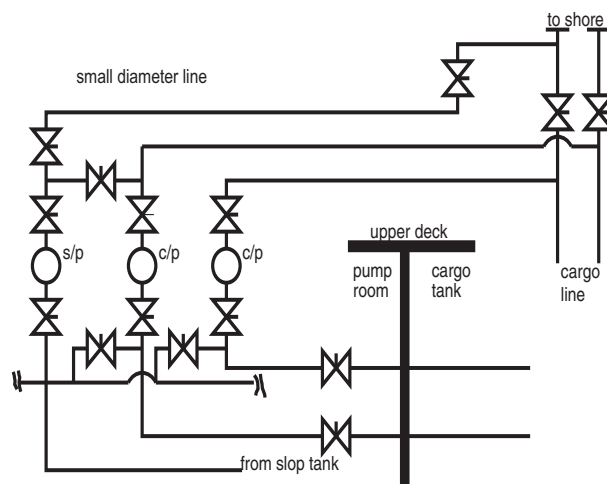 to shore
small diameter line
s/p
c/p
c/p
upper deck
pump
room
cargo
tank
cargo
line
from slop tank